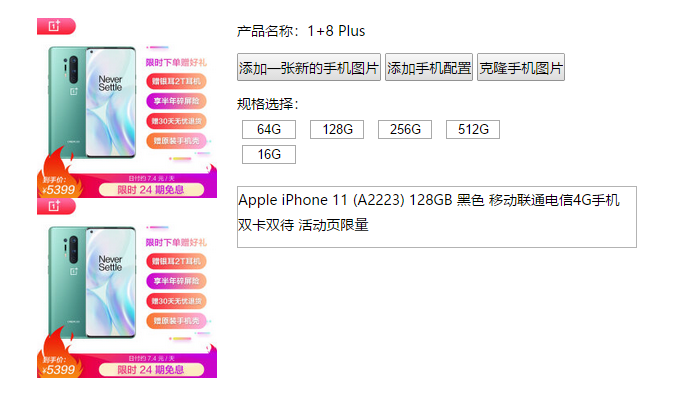 1
限时下单赠好礼
Never
Settle
赠银耳2T耳机
享半年碎屏险
赠30天无忧退货
赠原装手机壳
到手价:
¥5399
日付约 7.4 元 / 天
限时 24 期免息
1
限时下单赠好礼
Never
Settle
赠银耳2T耳机
享半年碎屏险
赠30天无忧退货
赠原装手机壳
到手价:
¥5399
日付约 7.4 元 / 天
限时 24 期免息
产品名称：1+8 Plus
添加一张新的手机图片 添加手机配置 克隆手机图片
规格选择：
64G 128G 256G 512G
16G
Apple iPhone 11 (A2223) 128GB 黑色 移动联通电信4G手机
双卡双待 活动页限量